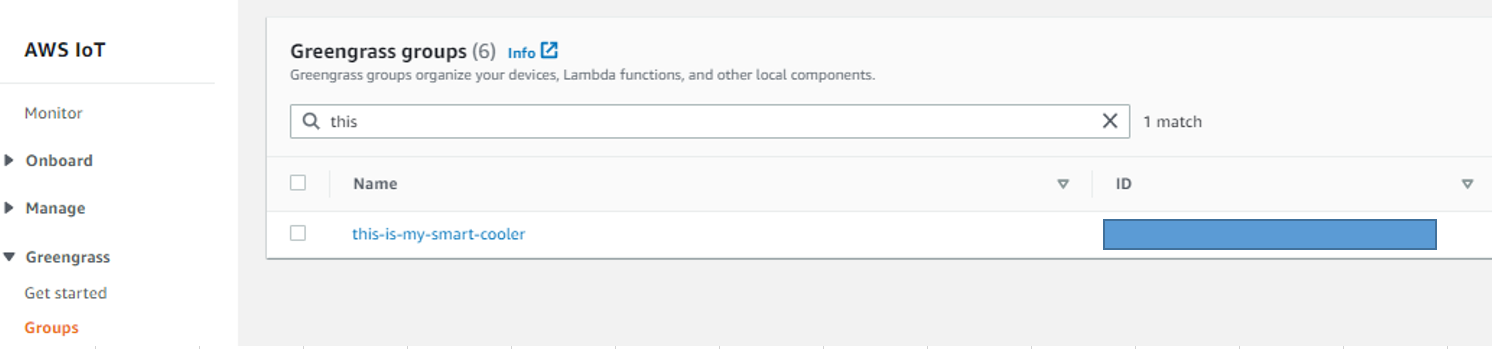 AWS IoT
Monitor
Onboard
Manage
Greengrass
Get started
Groups
Greengrass groups (6) Info
Greengrass groups organize your devices, Lambda functions, and other local components.
this
1 match
Name ID
this-is-my-smart-cooler